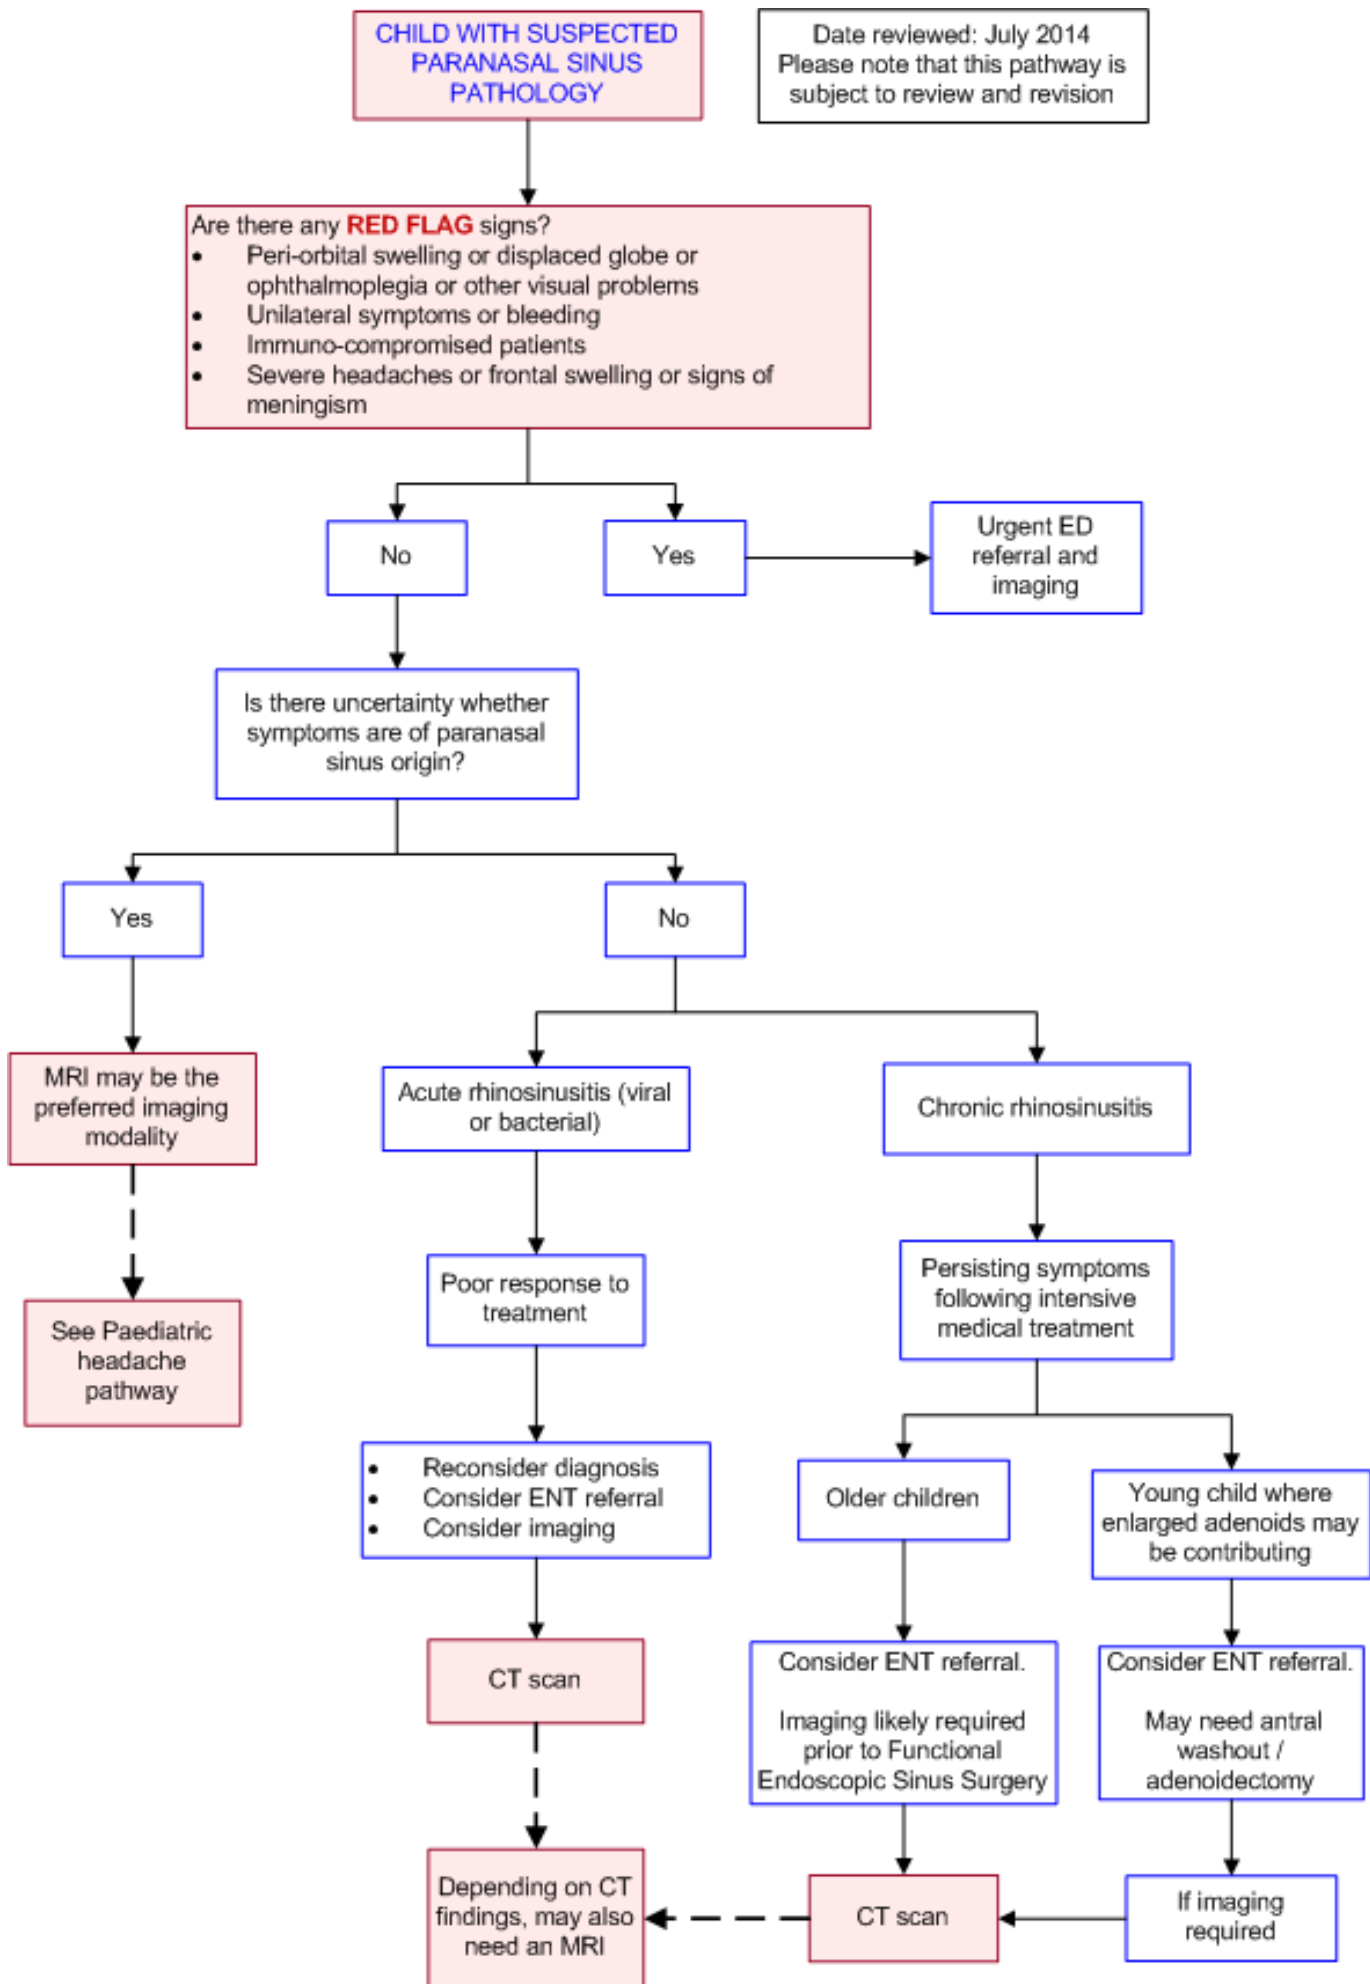 CHILD WITH SUSPECTED
PARANASAL SINUS
PATHOLOGY
Date reviewed: July 2014
Please note that this pathway is
subject to review and revision
Are there any RED FLAG signs?
• Peri-orbital swelling or displaced globe or
ophthalmoplegia or other visual problems
• Unilateral symptoms or bleeding
• Immuno-compromised patients
• Severe headaches or frontal swelling or signs of
meningism
No
Yes
Urgent ED
referral and
imaging
Is there uncertainty whether
symptoms are of paranasal
sinus origin?
Yes
No
MRI may be the
preferred imaging
modality
Acute rhinosinusitis (viral
or bacterial)
Chronic rhinosinusitis
See Paediatric
headache
pathway
Poor response to
treatment
Persisting symptoms
following intensive
medical treatment
• Reconsider diagnosis
• Consider ENT referral
• Consider imaging
Older children
Young child where
enlarged adenoids may
be contributing
CT scan
Consider ENT referral.
Imaging likely required
prior to Functional
Endoscopic Sinus Surgery
Consider ENT referral.
May need antral
washout /
adenoidectomy
Depending on CT
findings, may also
need an MRI
CT scan
If imaging
required